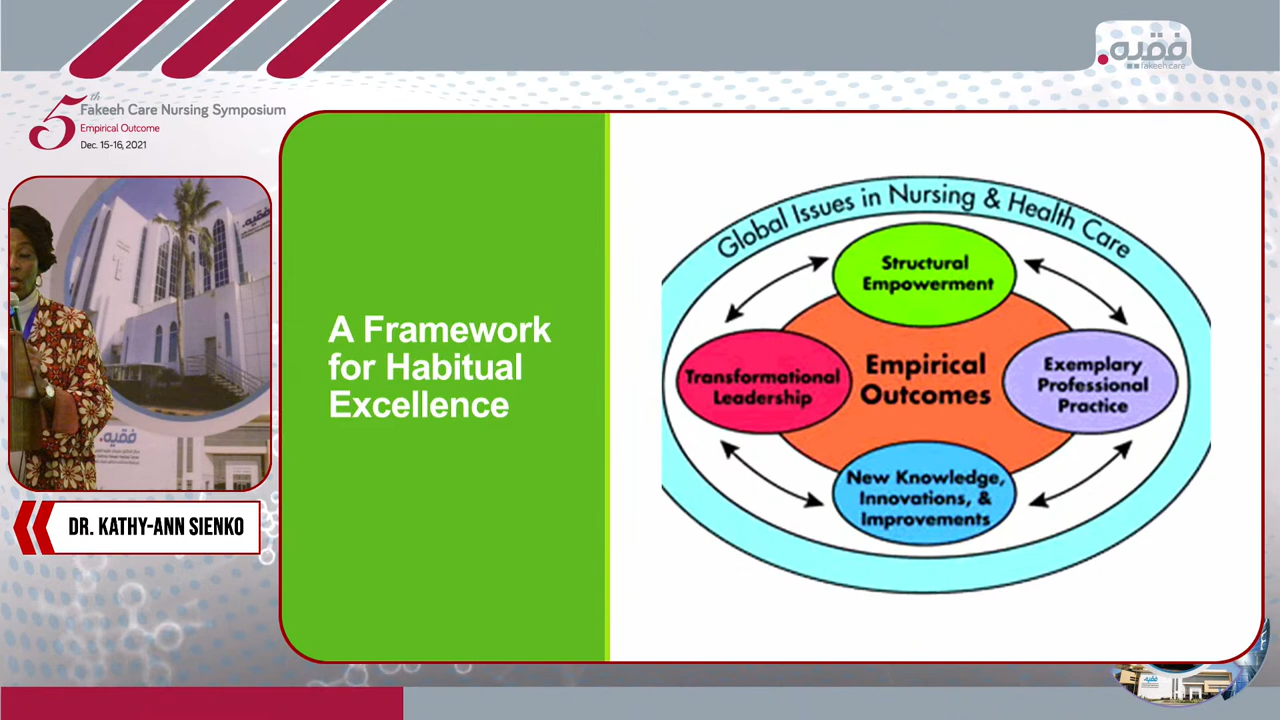 فقيه
fakeeh care
5th
Fakeeh Care Nursing Symposium
Empirical Outcome
Dec. 15-16, 2021
A Framework
for Habitual
Excellence
Global Issues in Nursing & Health Care
Structural
Empowerment
Transformational
Leadership
Empirical
Outcomes
Exemplary
Professional
Practice
New Knowledge,
Innovations, &
Improvements
فقيه
DR. KATHY-ANN SIENKO